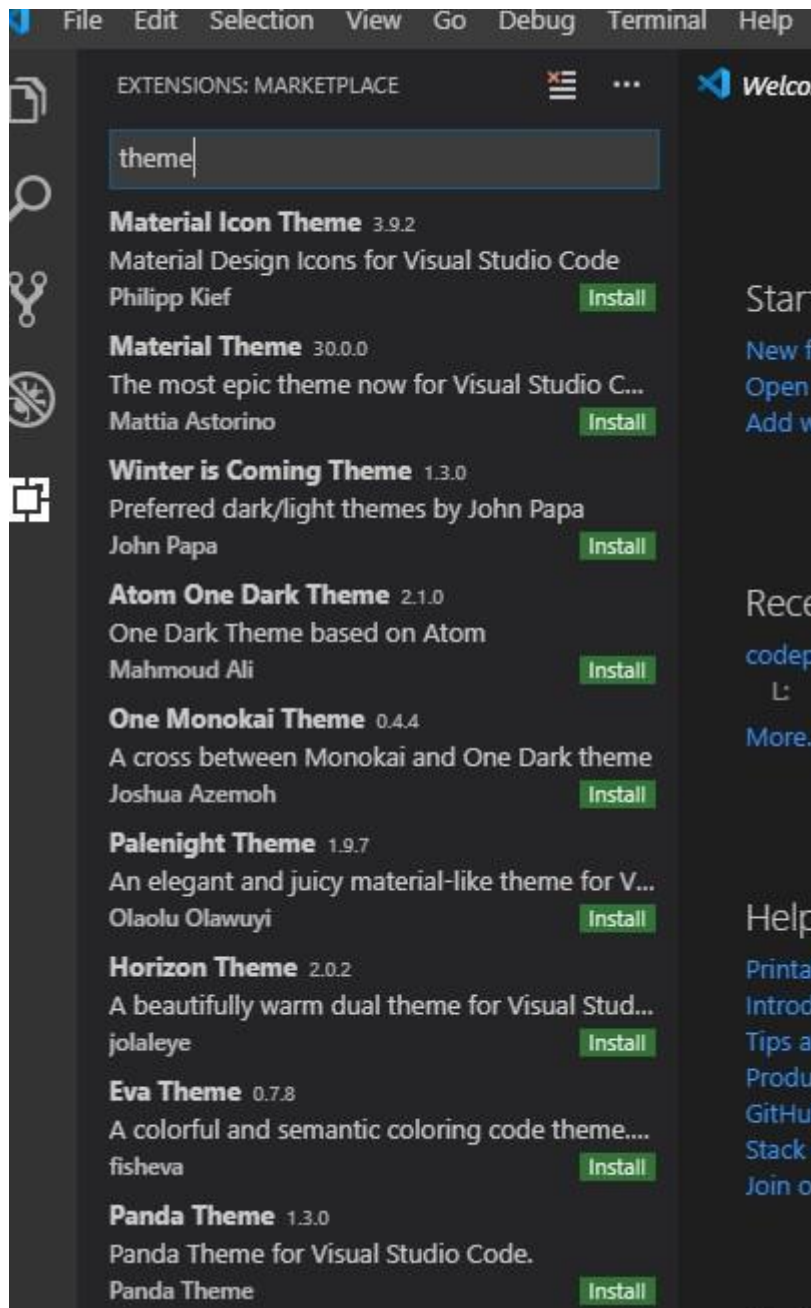 File Edit Selection View Go Debug Terminal Help
EXTENSIONS: MARKETPLACE
theme
Material Icon Theme 3.9.2
Material Design Icons for Visual Studio Code
Philipp Kief Install
Material Theme 30.0.0
The most epic theme now for Visual Studio C...
Mattia Astorino Install
Winter is Coming Theme 1.3.0
Preferred dark/light themes by John Papa
John Papa Install
Atom One Dark Theme 2.1.0
One Dark Theme based on Atom
Mahmoud Ali Install
One Monokai Theme 0.4.4
A cross between Monokai and One Dark theme
Joshua Azemoh Install
Palenight Theme 1.9.7
An elegant and juicy material-like theme for V...
Olaolu Olawuyi Install
Horizon Theme 2.0.2
A beautifully warm dual theme for Visual Stud...
jolaleye Install
Eva Theme 0.7.8
A colorful and semantic coloring code theme....
fisheva Install
Panda Theme 1.3.0
Panda Theme for Visual Studio Code.
Panda Theme Install
Welco
Star
New f
Open
Add w
Rece
codep
L:
More.
Help
Printa
Introd
Tips a
Produ
GitHu
Stack
Join o